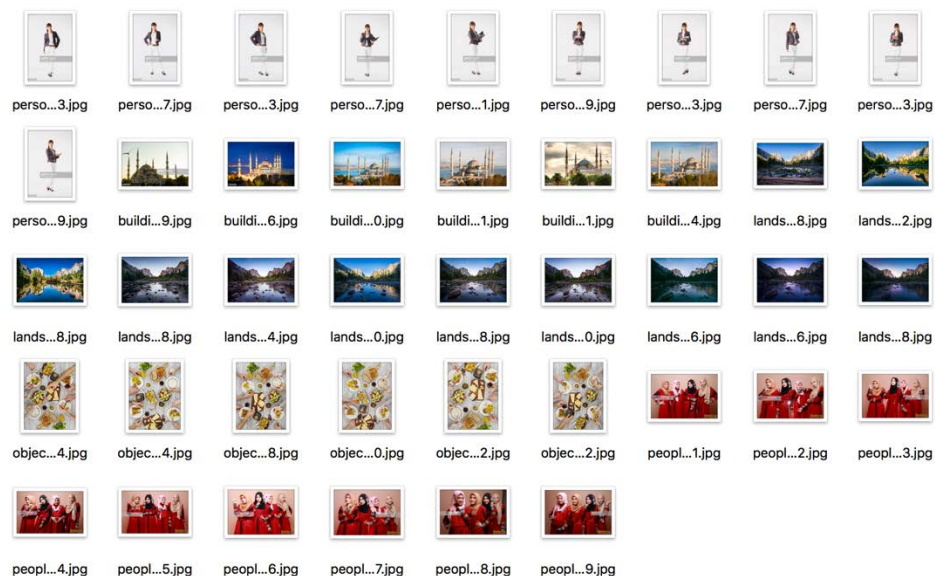 perso...3.jpg perso...7.jpg perso...3.jpg perso...7.jpg perso...1.jpg perso...9.jpg perso...3.jpg perso...7.jpg perso...3.jpg
perso...9.jpg buildi...9.jpg buildi...6.jpg buildi...0.jpg buildi...1.jpg buildi...1.jpg buildi...4.jpg lands...8.jpg lands...2.jpg
lands...8.jpg lands...8.jpg lands...4.jpg lands...0.jpg lands...8.jpg lands...0.jpg lands...6.jpg lands...6.jpg lands...8.jpg
objec...4.jpg objec...4.jpg objec...8.jpg objec...0.jpg objec...2.jpg objec...2.jpg peopl...1.jpg peopl...2.jpg peopl...3.jpg
peopl...4.jpg peopl...5.jpg peopl...6.jpg peopl...7.jpg peopl...8.jpg peopl...9.jpg